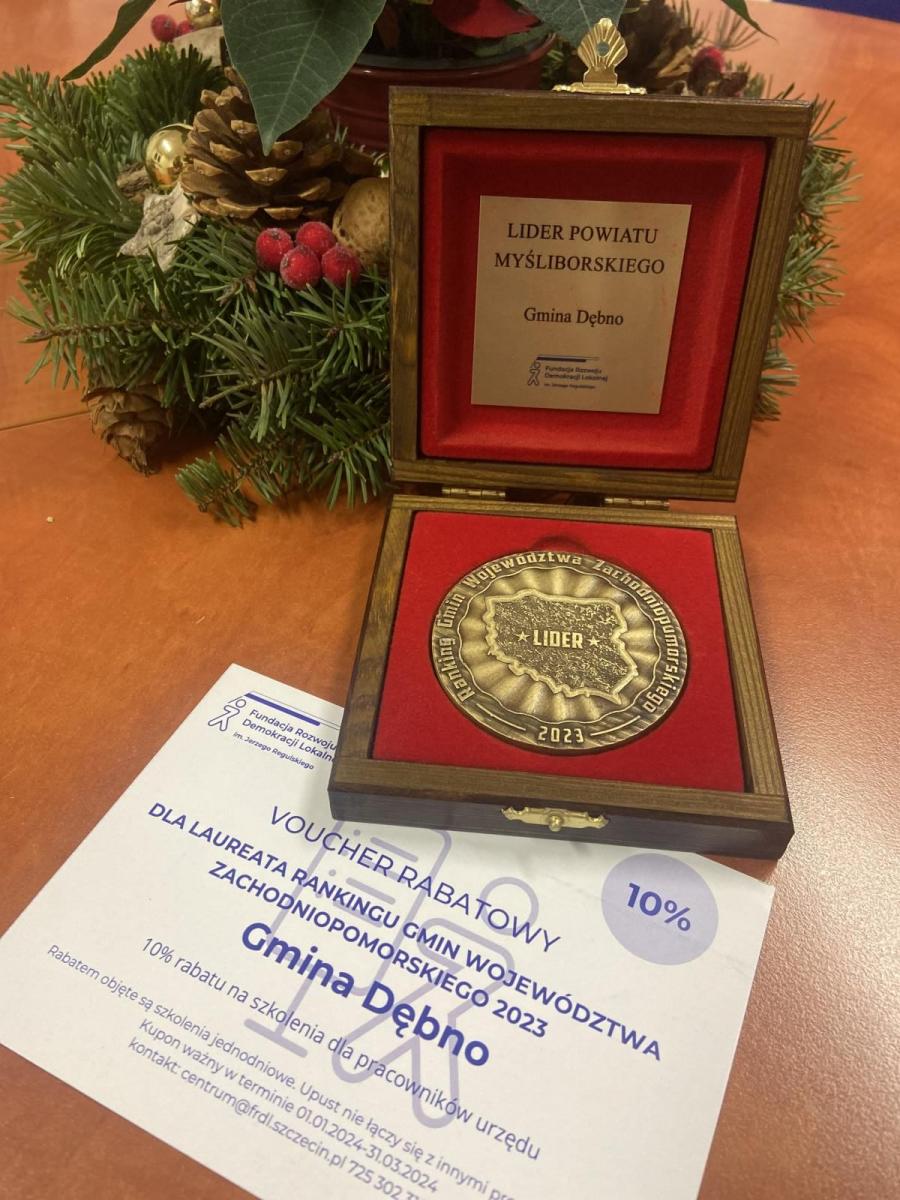 LIDER POWIATU
MYŚLIBORSKIEGO
Gmina Dębno
Fundacja Rozwoju
Demokracji Lokalnej
im. Jerzego Regulskiego
Ranking Gmin Województwa Zachodniopomorskiego
LIDER
2023
Fundacja Rozwoju
Demokracji
im. Jerzego Regulskiego
VOUCHER RABATOWY
10%
DLA LAUREATA RANKINGU GMIN WOJEWÓDZTWA
ZACHODNIOPOMORSKIEGO 2023
Gmina Dębno
10% rabatu na szkolenia dla pracowników urzędu
Rabatem objęte są szkolenia jednodniowe. Upust nie łączy się z innymi
Kupon ważny w terminie 01.01.2024-31.03.2024
kontakt: centrum@frdl.szczecin.pl 725 302